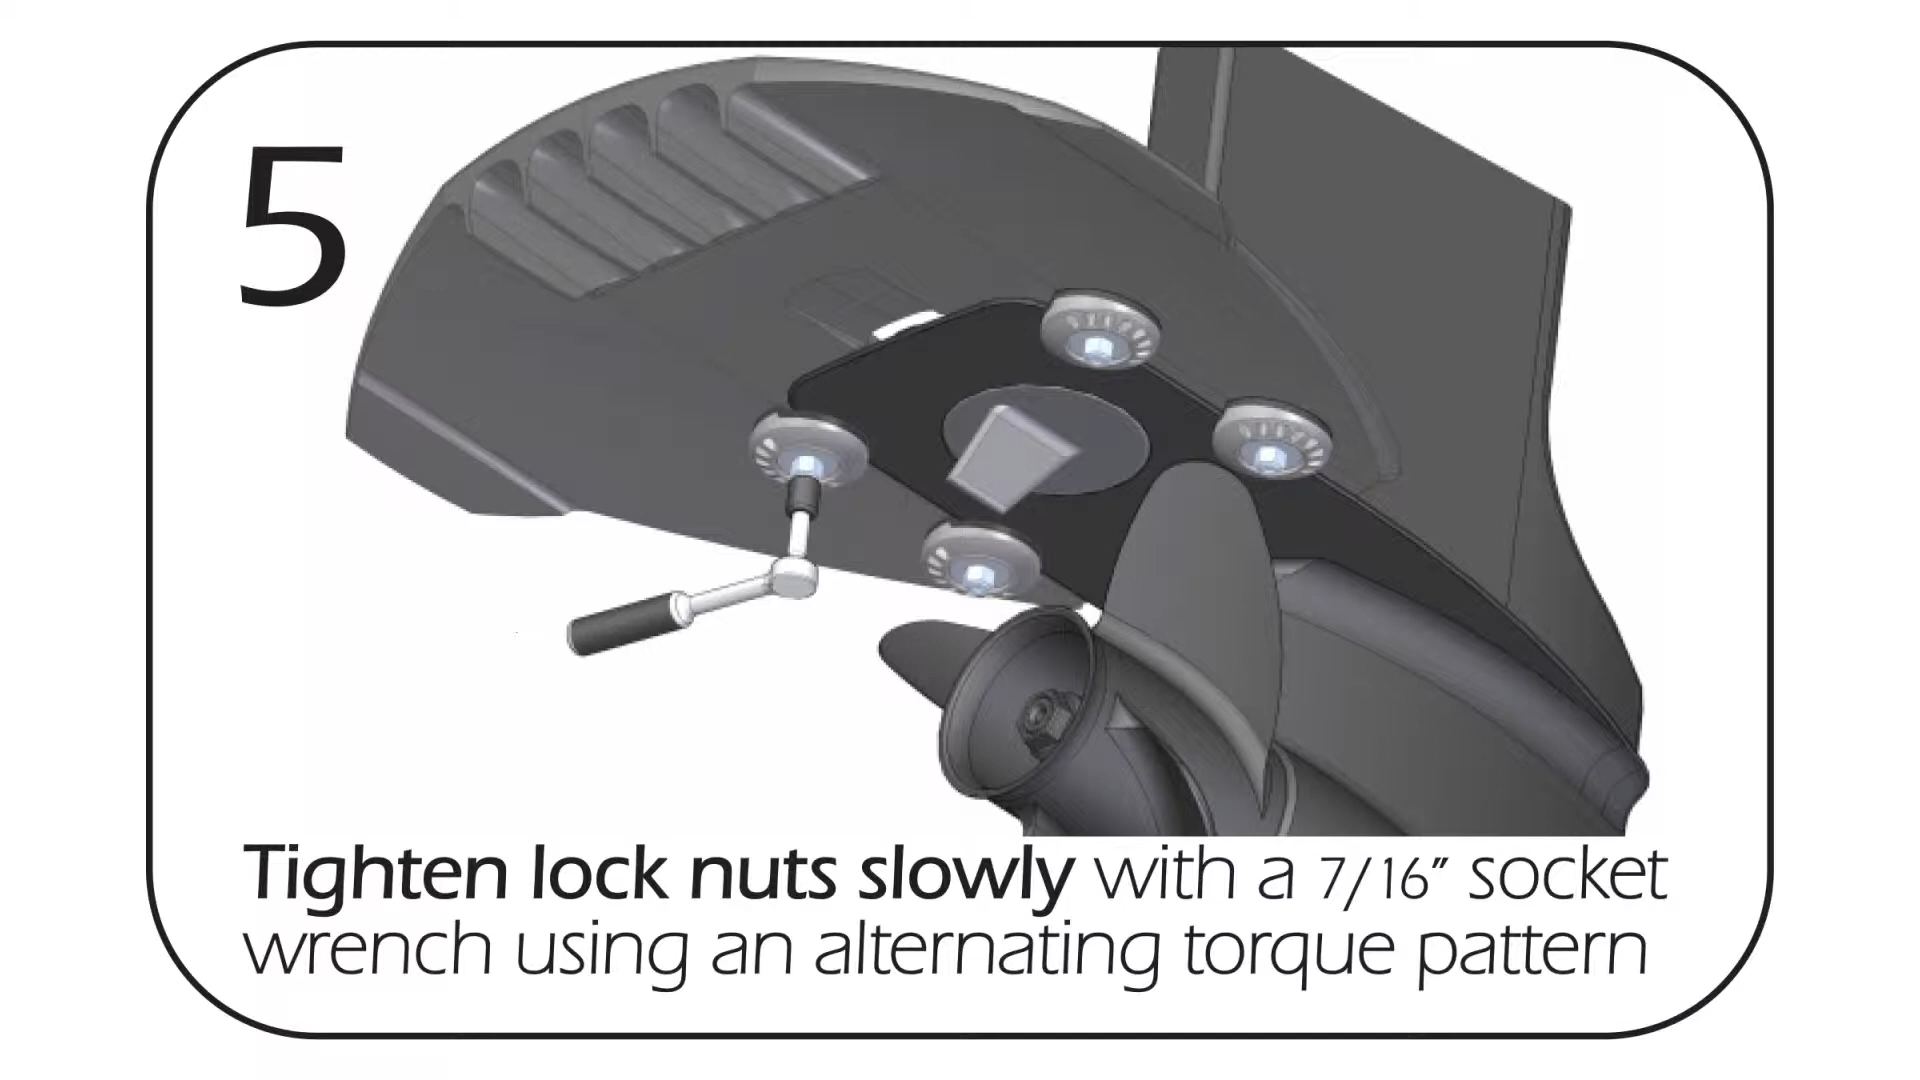 5
Tighten lock nuts slowly with a 7/16” socket
wrench using an alternating torque pattern